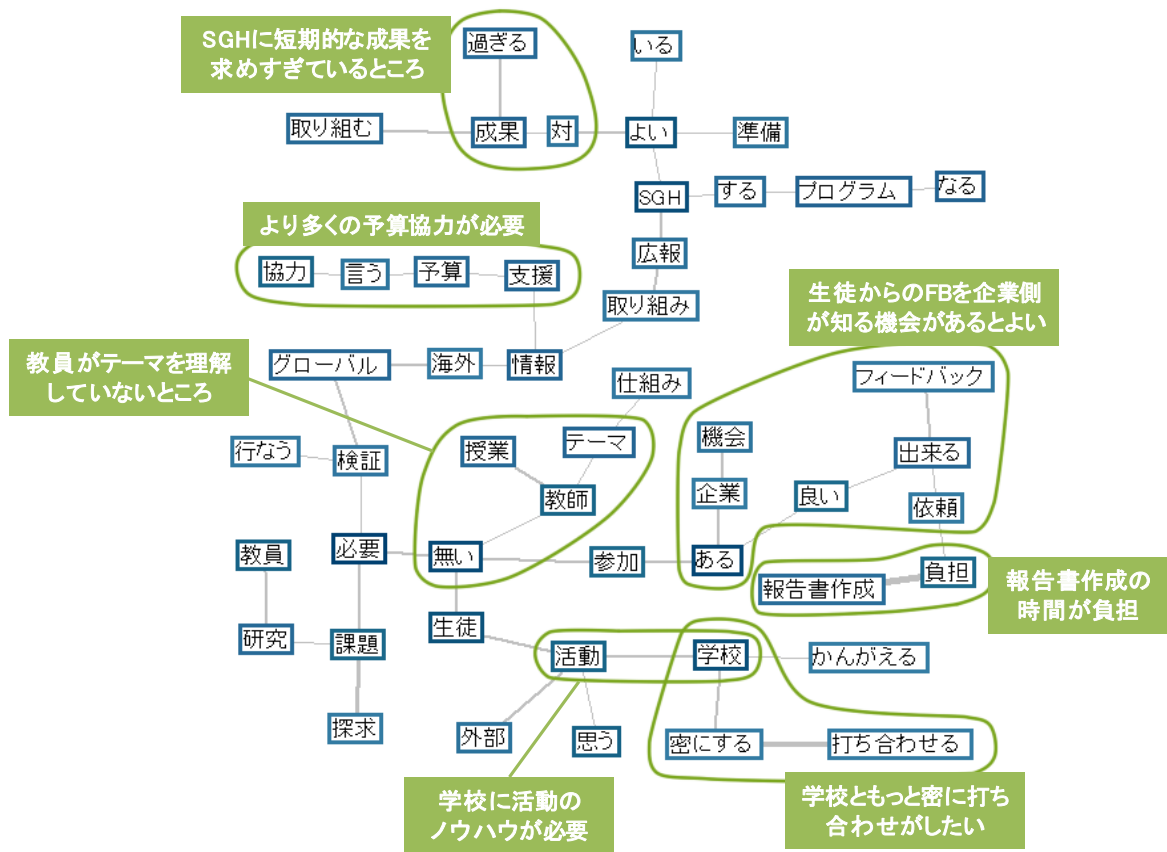 SGHに短期的な成果を
求めすぎているところ
過ぎる
いる
取り組む
成果
対
よい
準備
SGH
する
プログラム
なる
より多くの予算協力が必要
広報
協力
言う
予算
支援
取り組み
生徒からのFBを企業側
が知る機会があるとよい
教員がテーマを理解
していないところ
グローバル
海外
情報
仕組み
フィードバック
行なう
検証
授業
テーマ
機会
出来る
教師
企業
良い
依頼
教員
必要
無い
参加
ある
負担
報告書作成
報告書作成の
時間が負担
研究
課題
生徒
活動
学校
かんがえる
探求
外部
思う
密にする
打ち合わせる
学校に活動の
ノウハウが必要
学校ともっと密に打ち
合わせがしたい